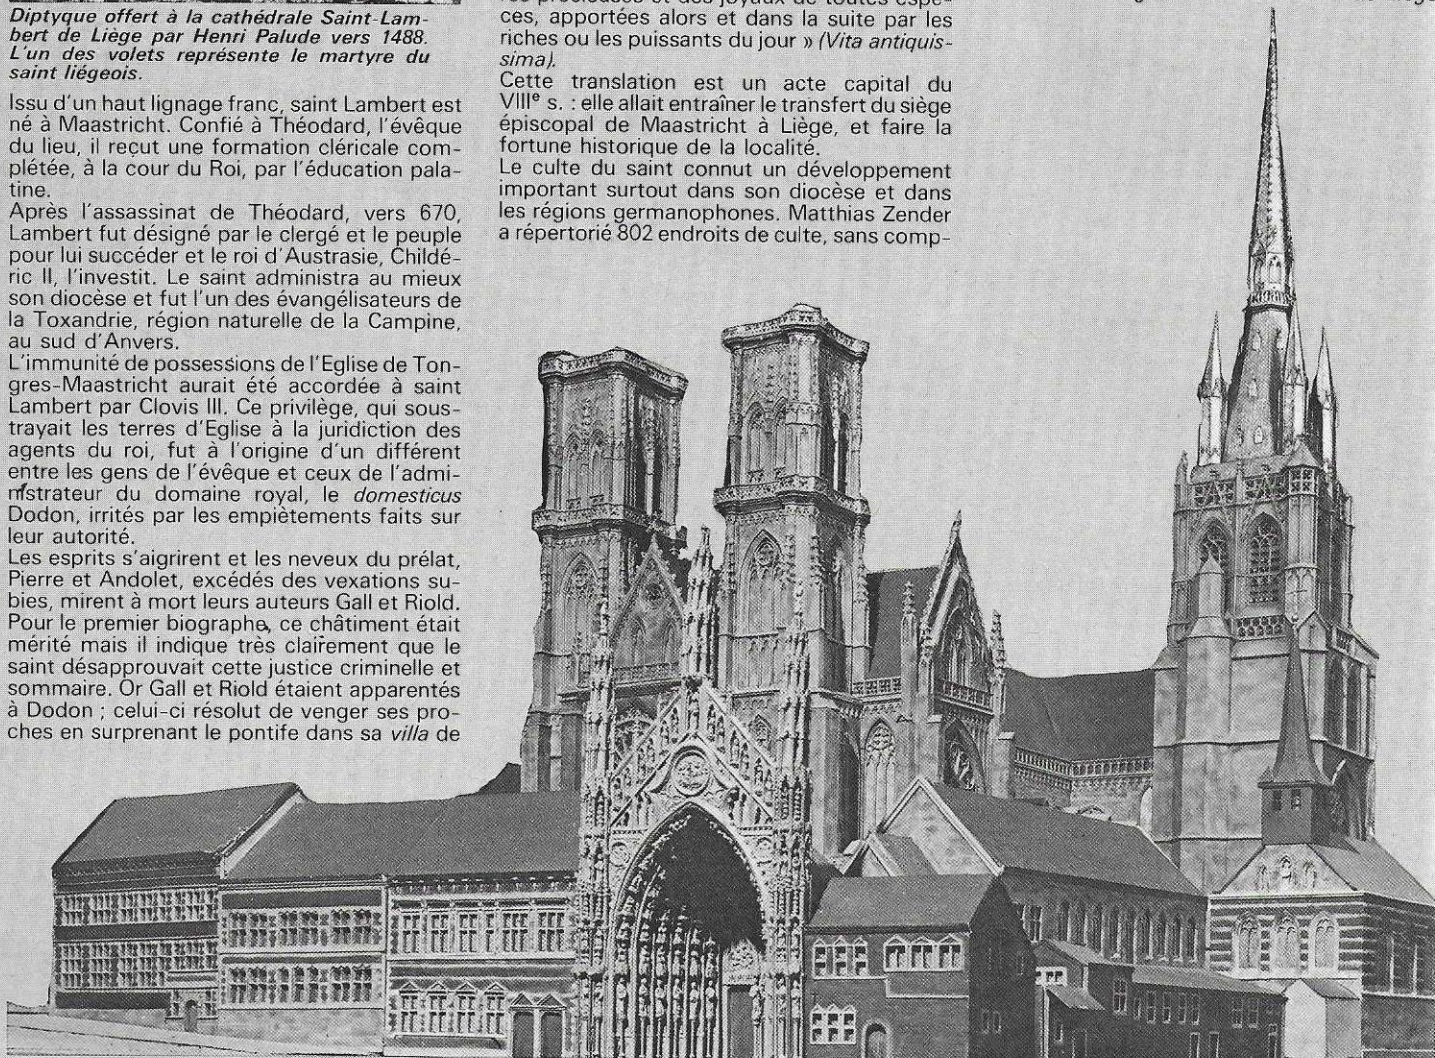 Diptyque offert à la cathédrale Saint-Lam-
bert de Liège par Henri Palude vers 1488.
L'un des volets représente le martyre du
saint liégeois.
Issu d'un haut lignage franc, saint Lambert est
né à Maastricht. Confié à Théodard, l'évêque
du lieu, il reçut une formation cléricale com-
plétée, à la cour du Roi, par l'éducation pala-
tine.
Après l'assassinat de Théodard, vers 670,
Lambert fut désigné par le clergé et le peuple
pour lui succéder et le roi d'Austrasie, Childé-
ric II, l'investit. Le saint administra au mieux
son diocèse et fut l'un des évangélisateurs de
la Toxandrie, région naturelle de la Campine,
au sud d'Anvers.
L'immunité de possessions de l'Eglise de Ton-
gres-Maastricht aurait été accordée à saint
Lambert par Clovis III. Ce privilège, qui sous-
trayait les terres d'Eglise à la juridiction des
agents du roi, fut à l'origine d'un différent
entre les gens de l'évêque et ceux de l'admi-
nistrateur du domaine royal, le domesticus
Dodon, irrités par les empiètements faits sur
leur autorité.
Les esprits s'aigrirent et les neveux du prélat,
Pierre et Andolet, excédés des vexations su-
bies, mirent à mort leurs auteurs Gall et Riold.
Pour le premier biographe, ce châtiment était
mérité mais il indique très clairement que le
saint désapprouvait cette justice criminelle et
sommaire. Or Gall et Riold étaient apparentés
à Dodon ; celui-ci résolut de venger ses pro-
ches en surprenant le pontife dans sa villa de
ces, apportées alors et dans la suite par les
riches ou les puissants du jour » (Vita antiquis-
sima).
Cette translation est un acte capital du
VIIIe s. : elle allait entraîner le transfert du siège
épiscopal de Maastricht à Liège, et faire la
fortune historique de la localité.
Le culte du saint connut un développement
important surtout dans son diocèse et dans
les régions germanophones. Matthias Zender
a répertorié 802 endroits de culte, sans comp-